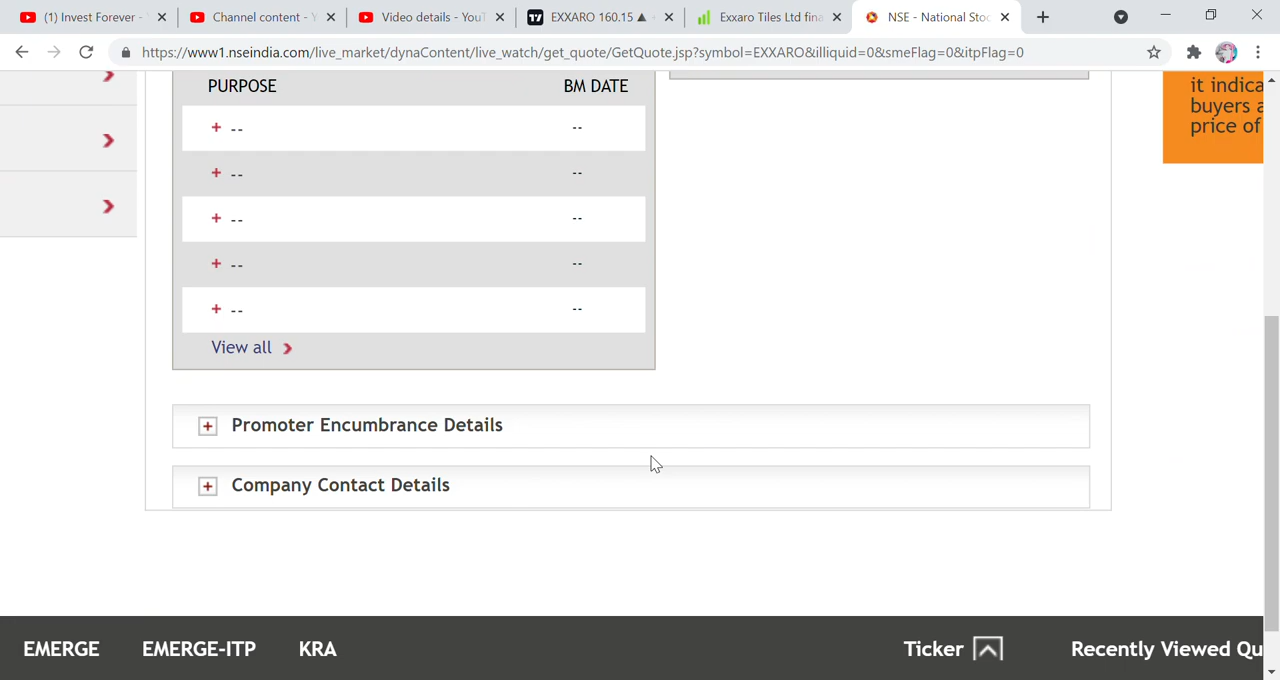 (1) Invest Forever -
Channel content - Y
Video details - YouT
EXXARO 160.15 ▲
Exxaro Tiles Ltd fina
NSE - National Stoc
https://www1.nseindia.com/live_market/dynaContent/live_watch/get_quote/GetQuote.jsp?symbol=EXXARO&illiquid=0&smeFlag=0&itpFlag=0
it indica
buyers a
price of
PURPOSE BM DATE
+ -- --
+ -- --
+ -- --
+ -- --
+ -- --
View all
Promoter Encumbrance Details
Company Contact Details
EMERGE EMERGE-ITP KRA Ticker Recently Viewed Qu